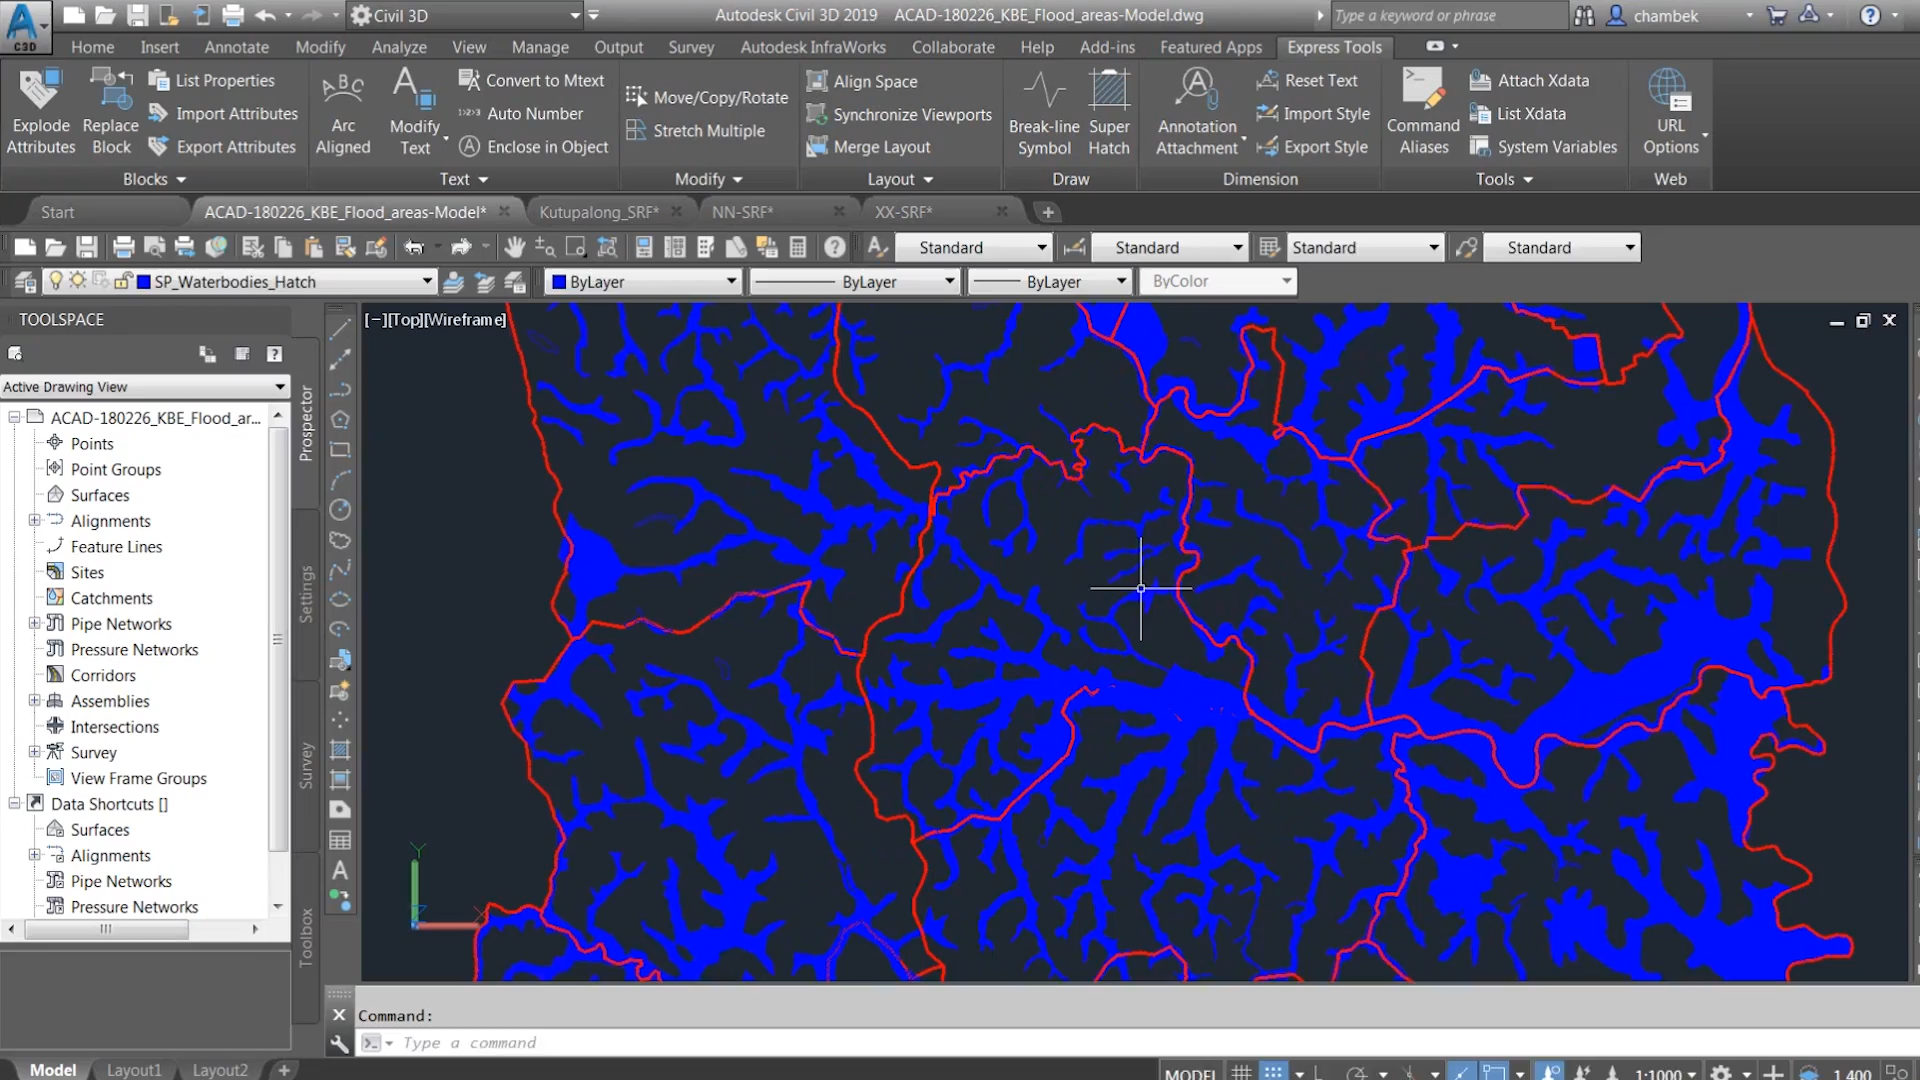 Civil 3D
Autodesk Civil 3D 2019 ACAD-180226_KBE_Flood_areas-Model.dwg
Type a keyword or phrase
chambek
C3D
Home Insert Annotate Modify Analyze View Manage Output Survey Autodesk InfraWorks Collaborate Help Add-ins Featured Apps Express Tools
Explode Attributes
Replace Block
List Properties
Import Attributes
Export Attributes
Blocks
Arc Aligned
Modify Text
Convert to Mtext
Auto Number
Enclose in Object
Text
Move/Copy/Rotate
Stretch Multiple
Modify
Align Space
Synchronize Viewports
Merge Layout
Layout
Break-line Symbol
Super Hatch
Draw
Annotation Attachment
Reset Text
Import Style
Export Style
Dimension
Command Aliases
Attach Xdata
List Xdata
System Variables
Tools
URL Options
Web
Start ACAD-180226_KBE_Flood_areas-Model* Kutupalong_SRF* NN-SRF* XX-SRF*
Standard Standard Standard Standard
SP_Waterbodies_Hatch ByLayer ByLayer ByLayer ByColor
TOOLSPACE
Active Drawing View
ACAD-180226_KBE_Flood_ar...
Points
Point Groups
Surfaces
Alignments
Feature Lines
Sites
Catchments
Pipe Networks
Pressure Networks
Corridors
Assemblies
Intersections
Survey
View Frame Groups
Data Shortcuts []
Surfaces
Alignments
Pipe Networks
Pressure Networks
Prospector
Settings
Survey
Toolbox
[−][Top][Wireframe]
Y
X
Command:
Type a command
Model Layout1 Layout2
MODEL 1:1000 1.400